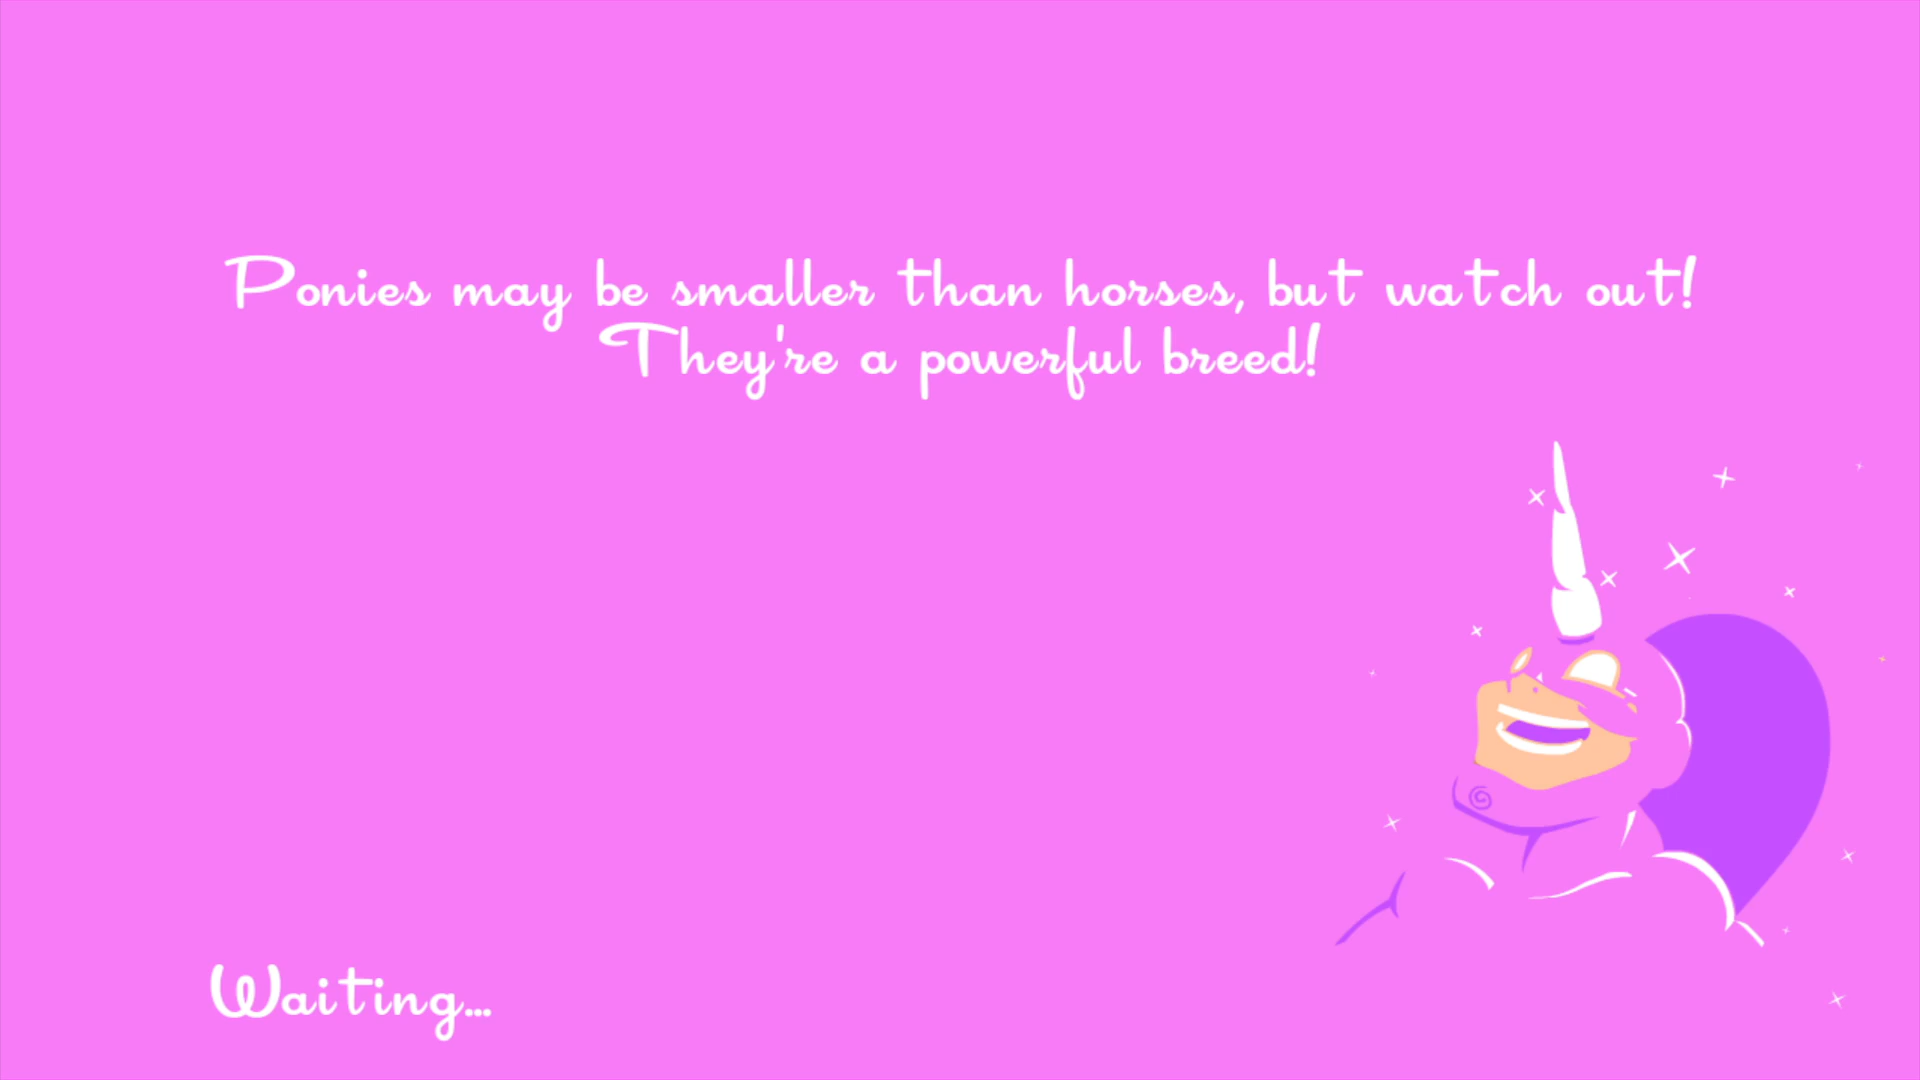 Ponies may be smaller than horses, but watch out!
They're a powerful breed!
Waiting...